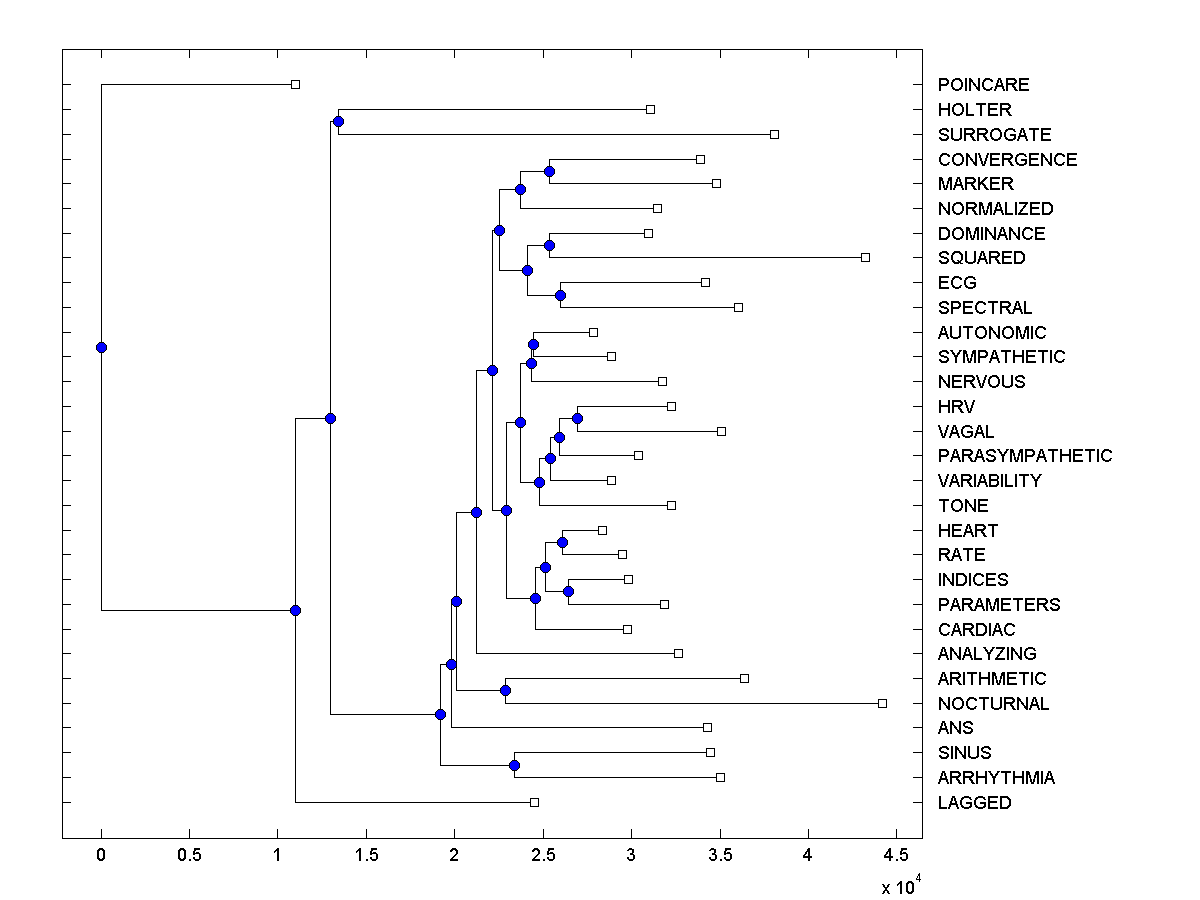 POINCARE
HOLTER
SURROGATE
CONVERGENCE
MARKER
NORMALIZED
DOMINANCE
SQUARED
ECG
SPECTRAL
AUTONOMIC
SYMPATHETIC
NERVOUS
HRV
VAGAL
PARASYMPATHETIC
VARIABILITY
TONE
HEART
RATE
INDICES
PARAMETERS
CARDIAC
ANALYZING
ARITHMETIC
NOCTURNAL
ANS
SINUS
ARRHYTHMIA
LAGGED
0 0.5 1 1.5 2 2.5 3 3.5 4 4.5
x 10^4